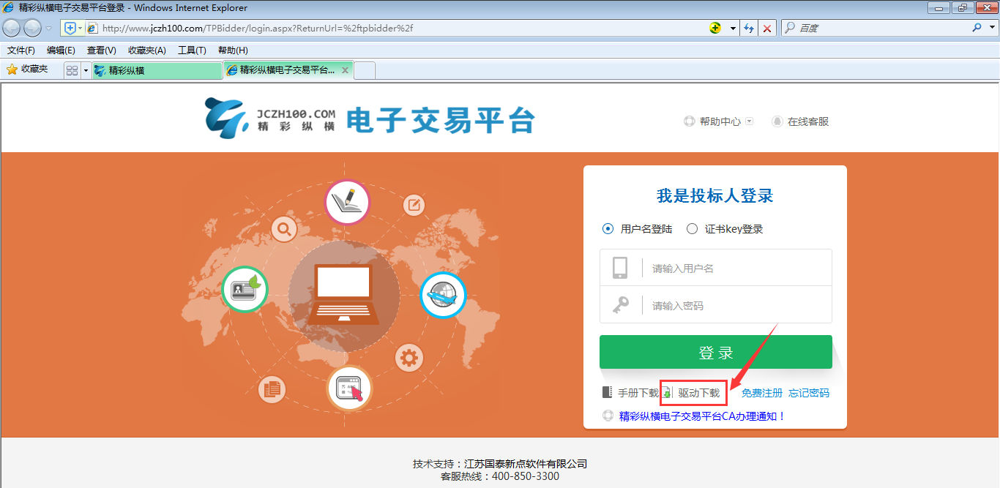 精彩纵横电子交易平台登录 - Windows Internet Explorer
http://www.jczh100.com/TPBidder/login.aspx?ReturnUrl=%2ftpbidder%2f
百度
文件(F) 编辑(E) 查看(V) 收藏夹(A) 工具(T) 帮助(H)
收藏夹 精彩纵横 精彩纵横电子交易平台...
JCZH100.COM
精彩纵横
电子交易平台
帮助中心 在线客服
我是投标人登录
用户名登陆 证书key登录
请输入用户名
请输入密码
登录
手册下载 驱动下载 免费注册 忘记密码
精彩纵横电子交易平台CA办理通知！
技术支持：江苏国泰新点软件有限公司
客服热线：400-850-3300